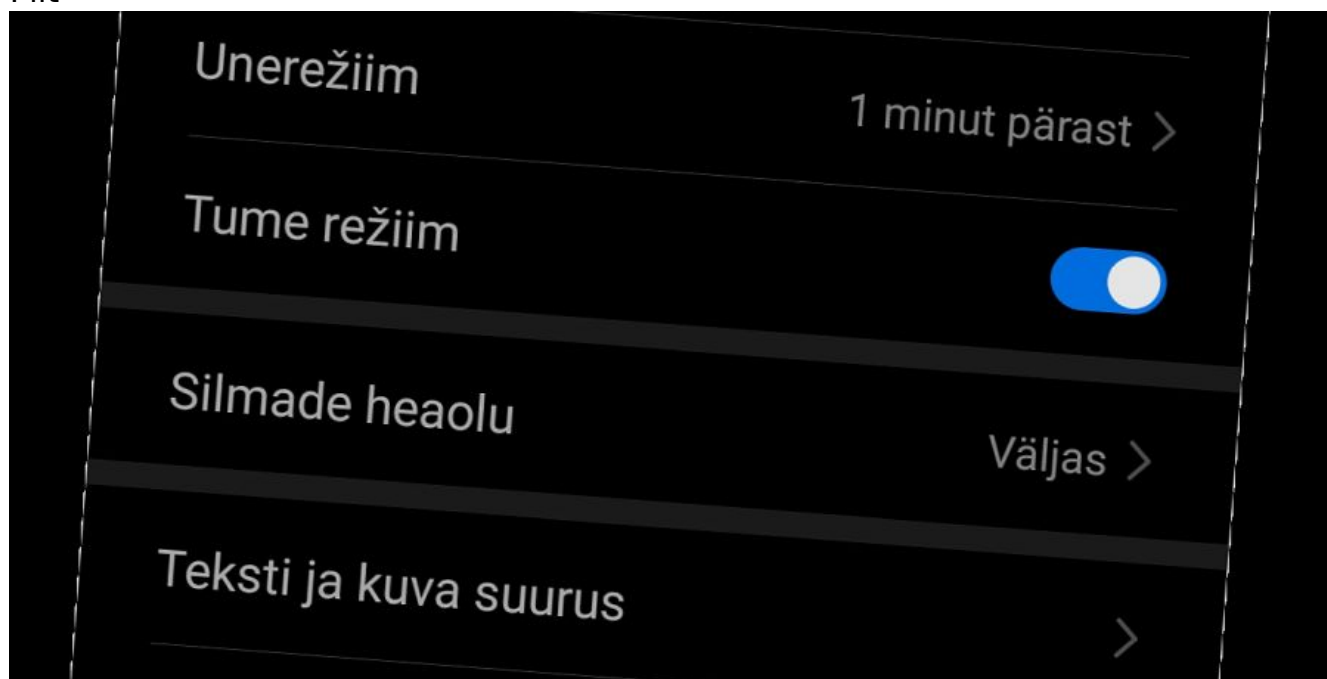 Unerežiim
1 minut pärast
Tume režiim
Silmade heaolu
Väljas
Teksti ja kuva suurus